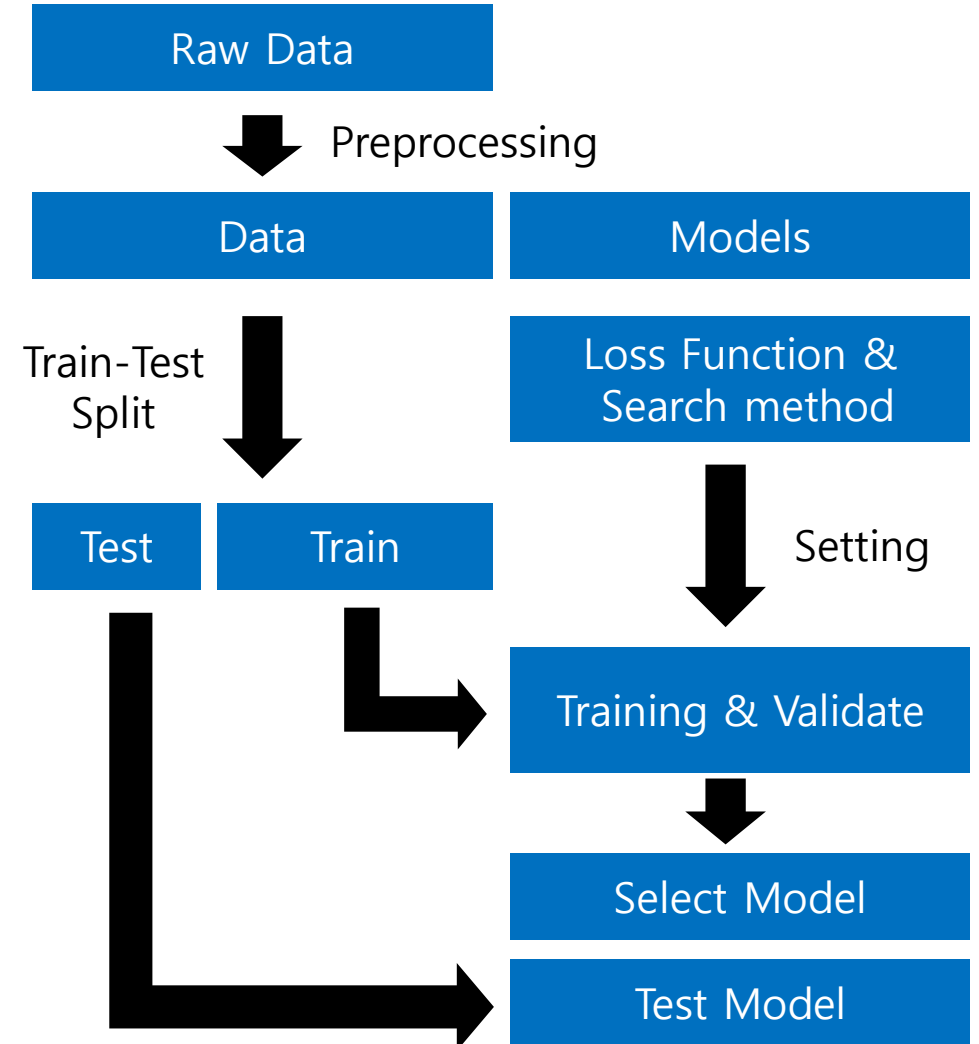 Raw Data
Preprocessing
Data
Models
Train-Test
Split
Loss Function &
Search method
Test
Train
Setting
Training & Validate
Select Model
Test Model